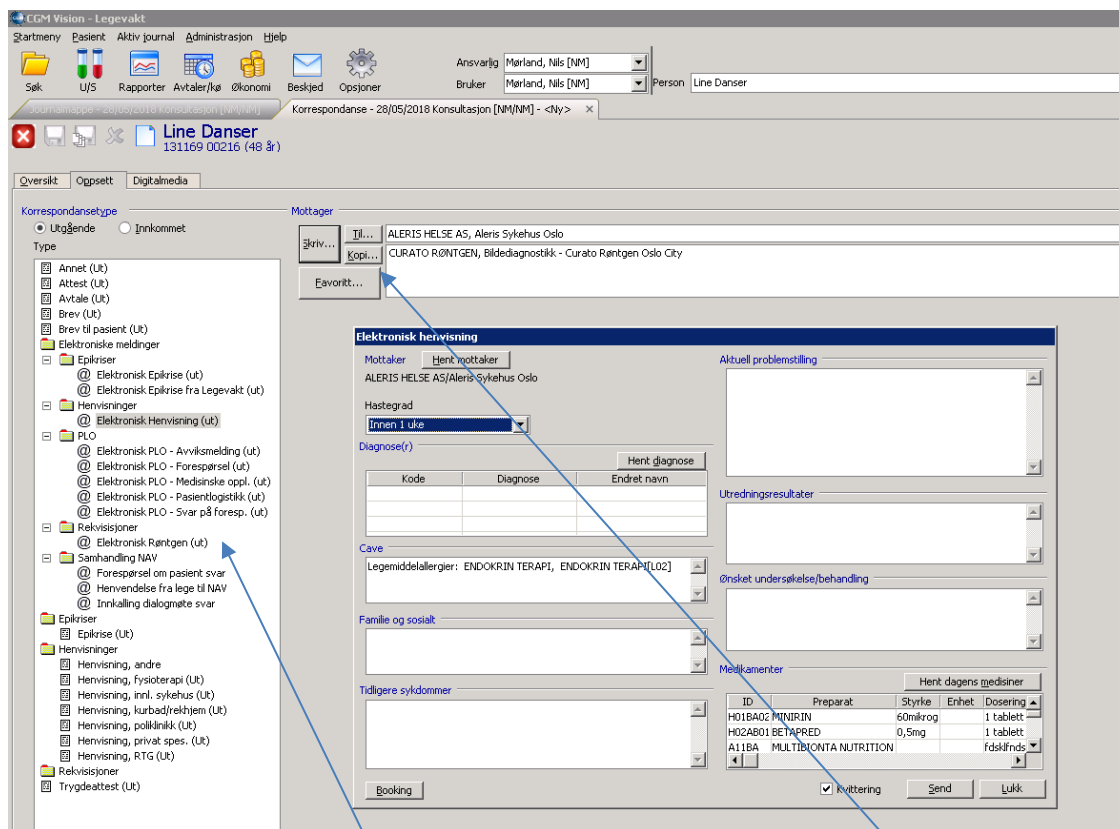 CGM Vision - Legevakt
Startmeny Pasient Aktiv journal Administrasjon Hjelp
Søk U/S Rapporter Avtaler/kø Økonomi Beskjed Opsjoner
Ansvarlig Mørland, Nils [NM]
Bruker Mørland, Nils [NM] Person Line Danser
Journalmappe - 28/05/2018 Konsultasjon [NM/NM] Korrespondanse - 28/05/2018 Konsultasjon [NM/NM] - <Ny>
Line Danser
131169 00216 (48 år)
Oversikt Oppsett Digitalmedia
Korrespondansetype
Utgående Innkommet
Type
Annet (Ut)
Attest (Ut)
Avtale (Ut)
Brev (Ut)
Brev til pasient (Ut)
Elektroniske meldinger
Epikriser
Elektronisk Epikrise (ut)
Elektronisk Epikrise fra Legevakt (ut)
Henvisninger
Elektronisk Henvisning (ut)
PLO
Elektronisk PLO - Avviksmelding (ut)
Elektronisk PLO - Forespørsel (ut)
Elektronisk PLO - Medisinske oppl. (ut)
Elektronisk PLO - Pasientlogistikk (ut)
Elektronisk PLO - Svar på foresp. (ut)
Rekvisisjoner
Elektronisk Røntgen (ut)
Samhandling NAV
Forespørsel om pasient svar
Henvendelse fra lege til NAV
Innkalling dialogmøte svar
Epikriser
Epikrise (Ut)
Henvisninger
Henvisning, andre
Henvisning, fysioterapi (Ut)
Henvisning, innl. sykehus (Ut)
Henvisning, kurbad/rekhjem (Ut)
Henvisning, poliklinikk (Ut)
Henvisning, privat spes. (Ut)
Henvisning, RTG (Ut)
Rekvisisjoner
Trygdeattest (Ut)
Mottager
Skriv...
Til... ALERIS HELSE AS, Aleris Sykehus Oslo
Kopi... CURATO RØNTGEN, Bildediagnostikk - Curato Røntgen Oslo City
Favoritt...
Elektronisk henvisning
Mottaker Hent mottaker
ALERIS HELSE AS/Aleris Sykehus Oslo
Hastegrad
Innen 1 uke
Diagnose(r)
Hent diagnose
Kode Diagnose Endret navn
Cave
Legemiddelallergier: ENDOKRIN TERAPI, ENDOKRIN TERAPI[L02]
Familie og sosialt
Tidligere sykdommer
Booking
Aktuell problemstilling
Utredningsresultater
Ønsket undersøkelse/behandling
Medikamenter
Hent dagens medisiner
ID Preparat Styrke Enhet Dosering
H01BA02 MINIRIN 60mikrog 1 tablett
H02AB01 BETAPRED 0,5mg 1 tablett
A11BA MULTIBIONTA NUTRITION fdsklfnds
Kvittering Send Lukk